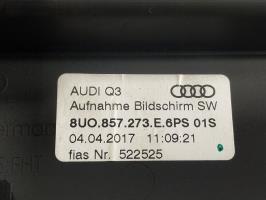 AUDI Q3
Aufnahme Bildschirm SW
8U0.857.273.E.6PS 01S
04.04.2017 11:09:21
fias Nr. 522525